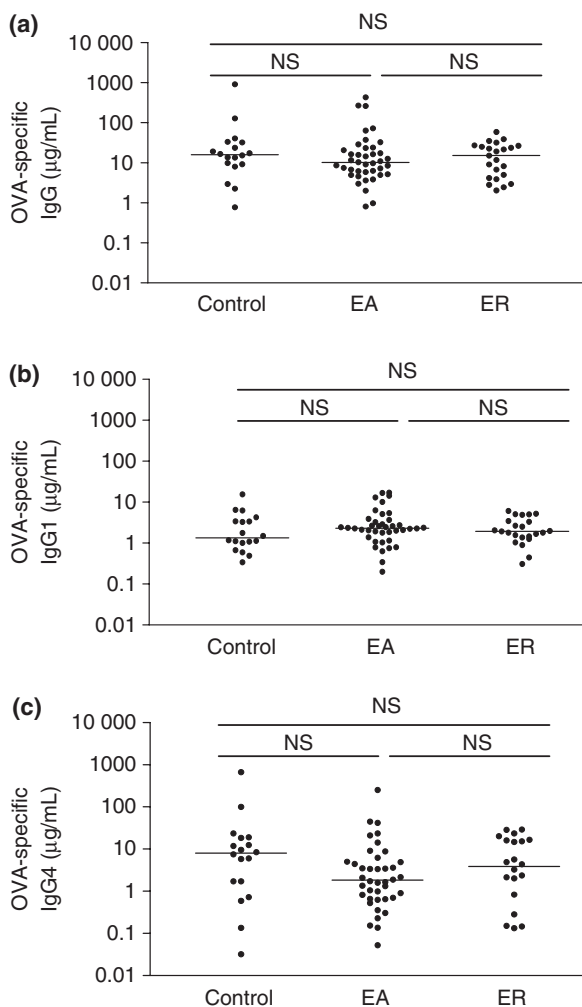 (a)
NS
NS NS
10 000
1000
100
10
1
0.1
0.01
OVA-specific
IgG (μg/mL)
Control EA ER
(b)
NS
NS NS
10 000
1000
100
10
1
0.1
0.01
OVA-specific
IgG1 (μg/mL)
Control EA ER
(c)
NS
NS NS
10 000
1000
100
10
1
0.1
0.01
OVA-specific
IgG4 (μg/mL)
Control EA ER